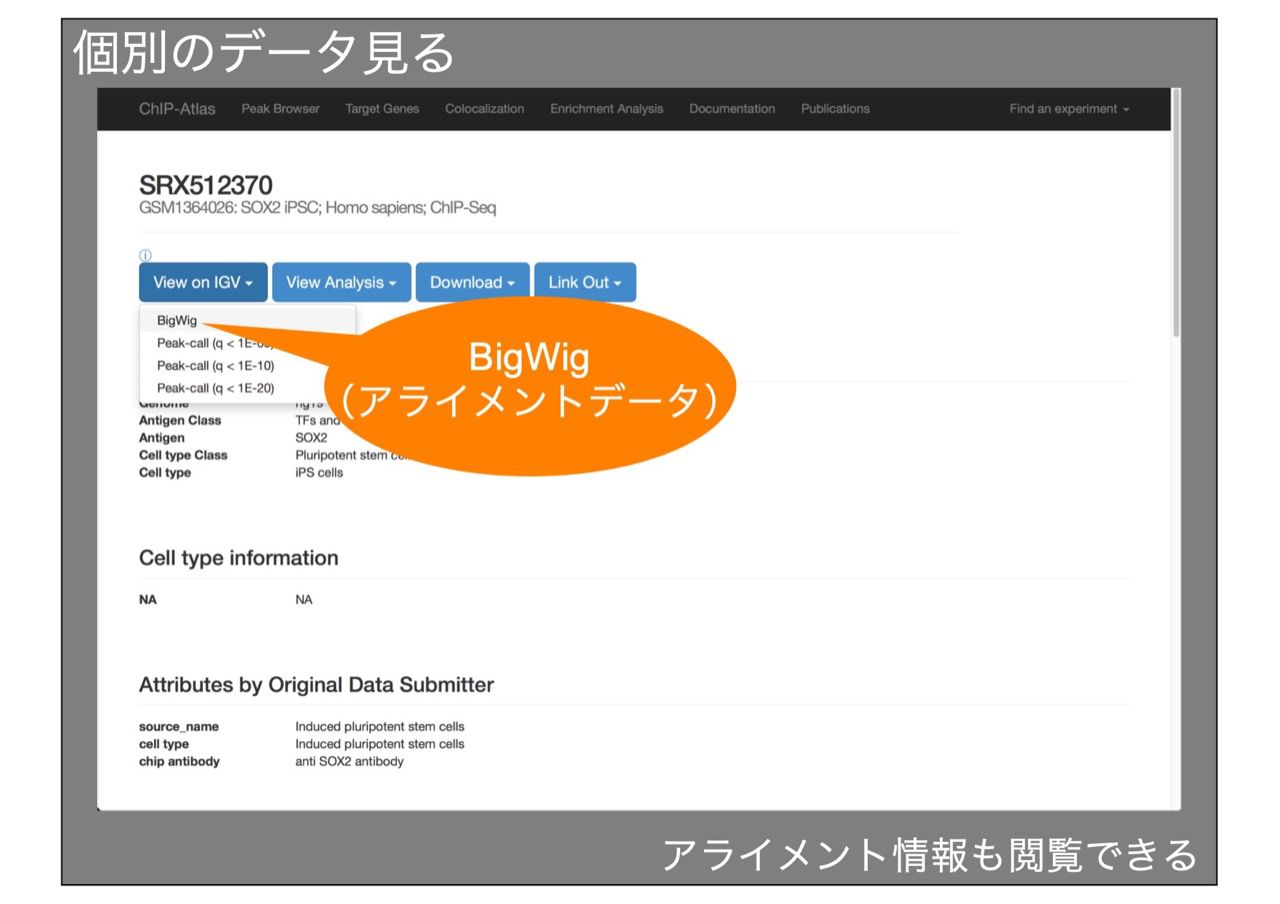 個別のデータ見る
ChIP-Atlas Peak Browser Target Genes Colocalization Enrichment Analysis Documentation Publications Find an experiment
SRX512370
GSM1364026: SOX2 iPSC; Homo sapiens; ChIP-Seq
View on IGV View Analysis Download Link Out
BigWig
Peak-call (q < 1E-
Peak-call (q < 1E-10)
Peak-call (q < 1E-20)
BigWig
(アライメントデータ)
Genome hg19
Antigen Class TFs and
Antigen SOX2
Cell type Class Pluripotent stem
Cell type iPS cells
Cell type information
NA NA
Attributes by Original Data Submitter
source_name Induced pluripotent stem cells
cell type Induced pluripotent stem cells
chip antibody anti SOX2 antibody
アライメント情報も閲覧できる